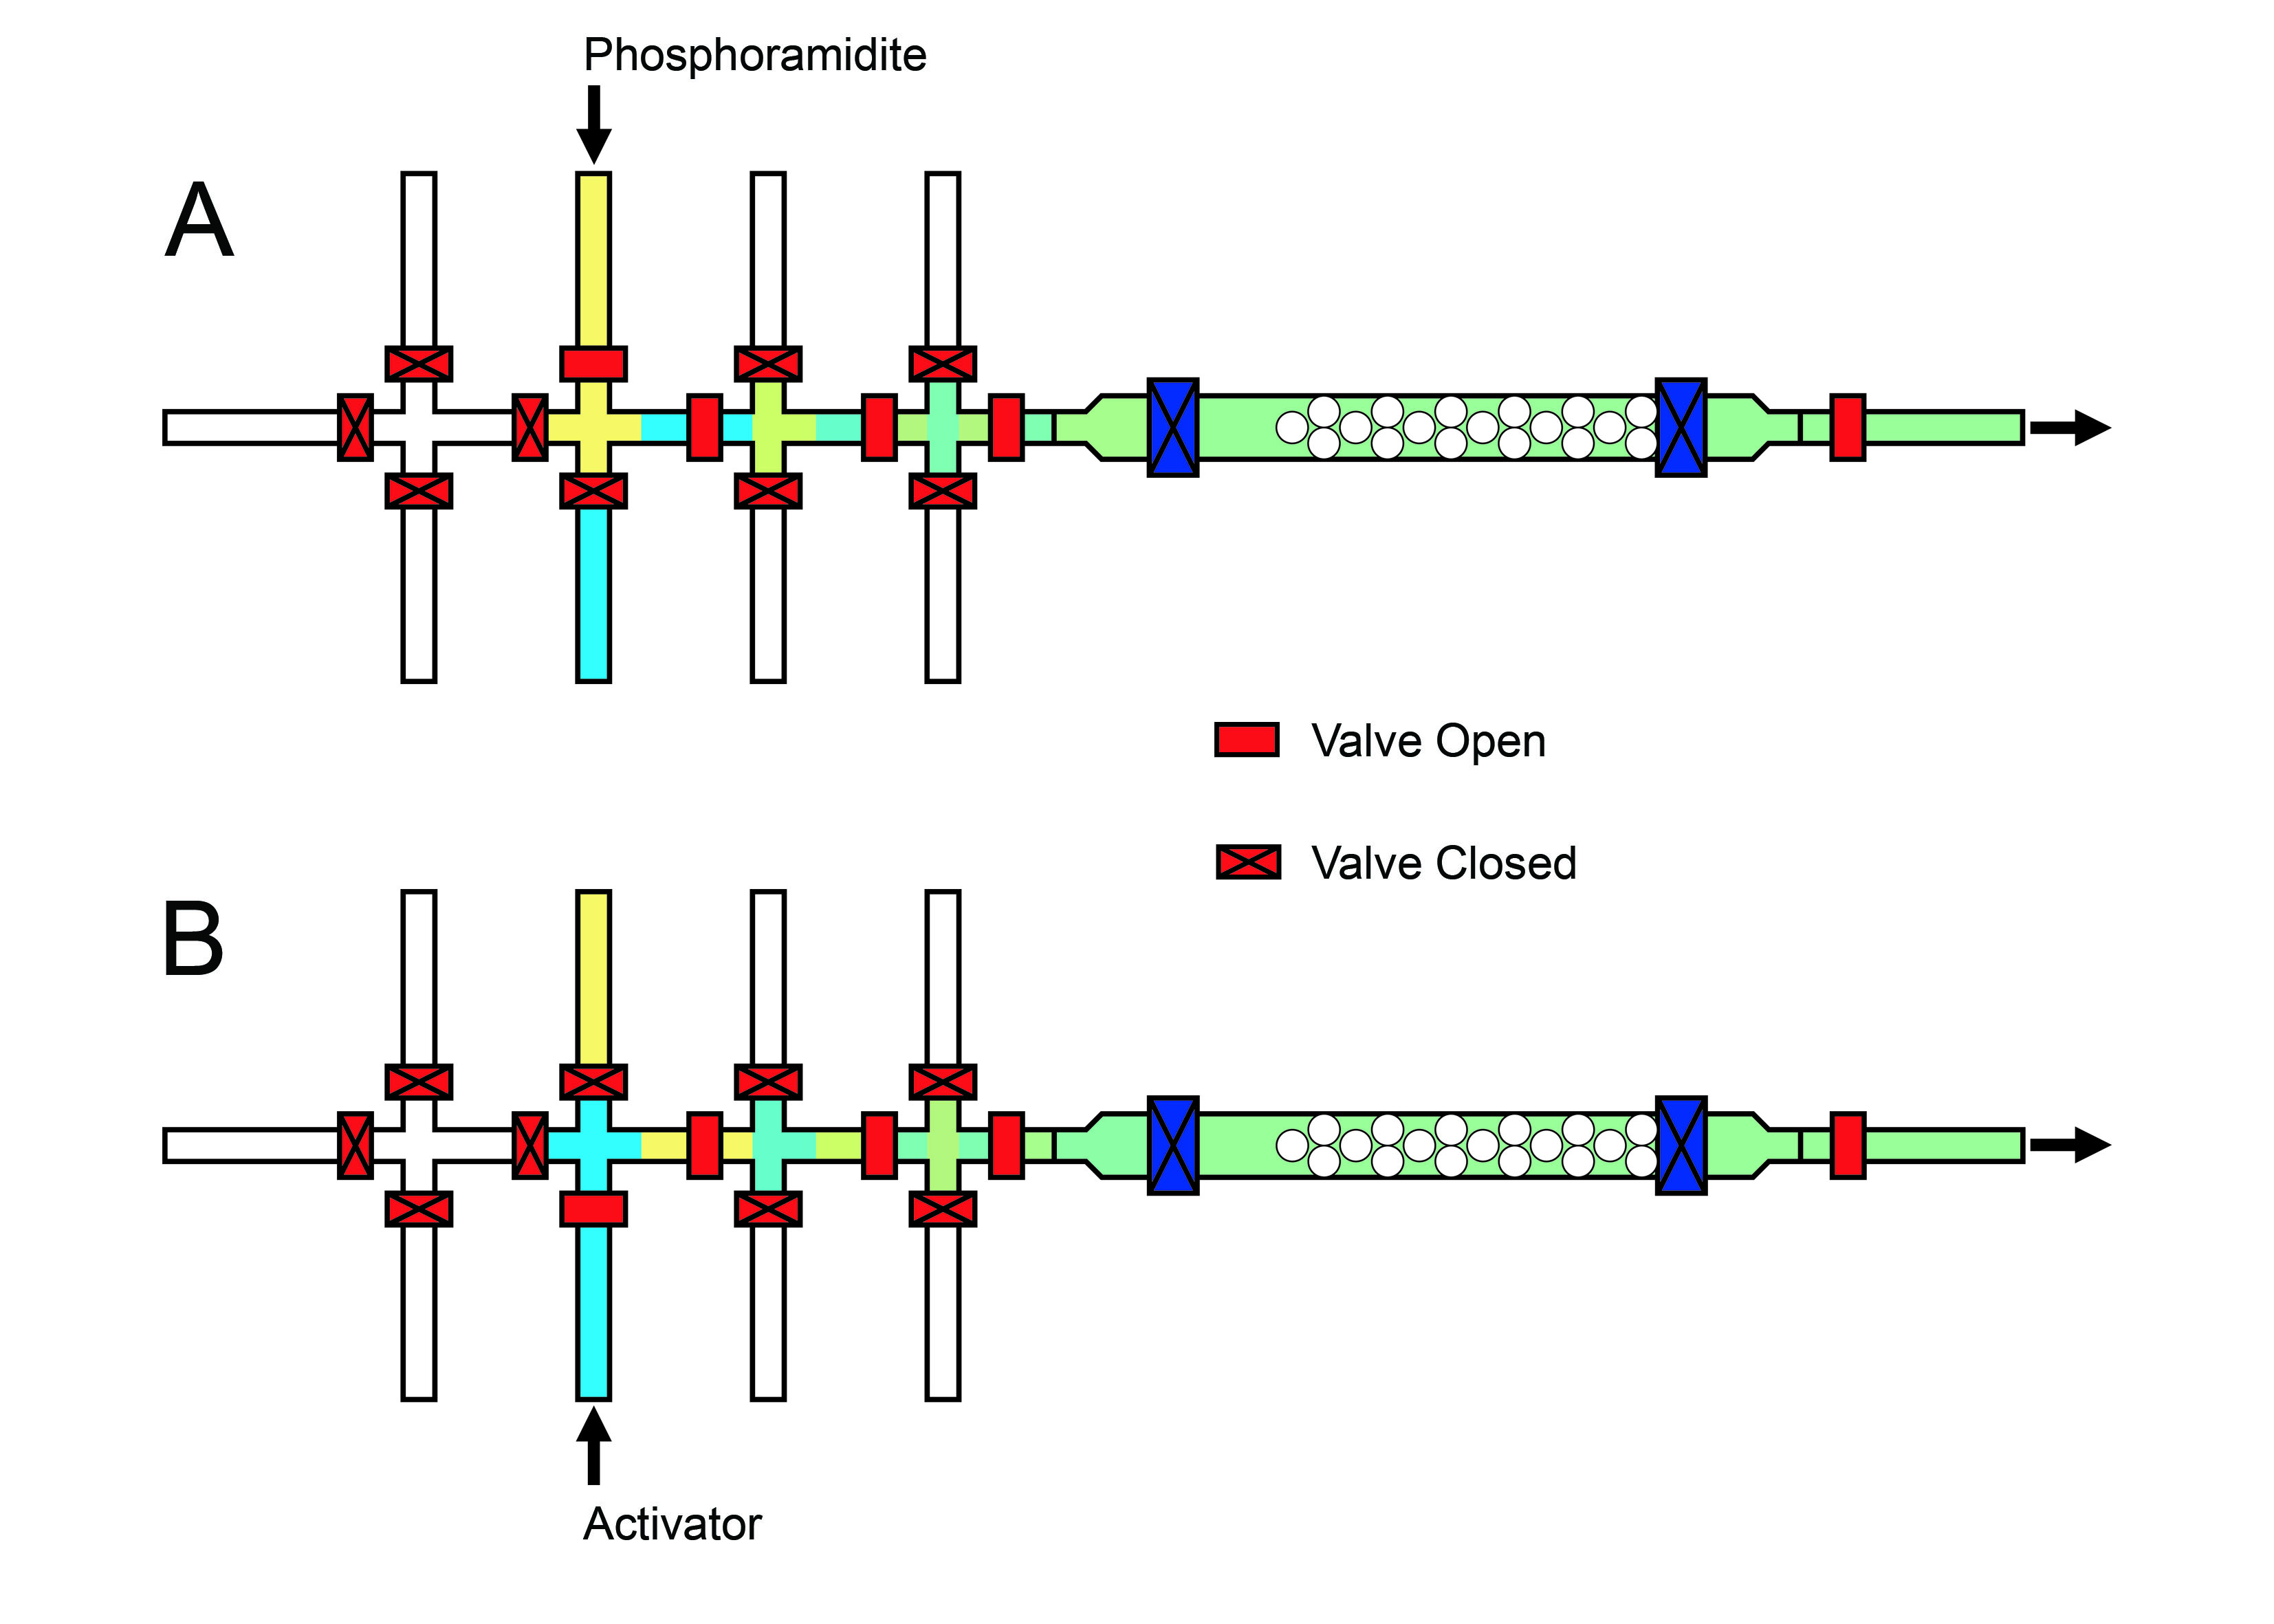 Phosphoramidite
A
Valve Open
Valve Closed
B
Activator